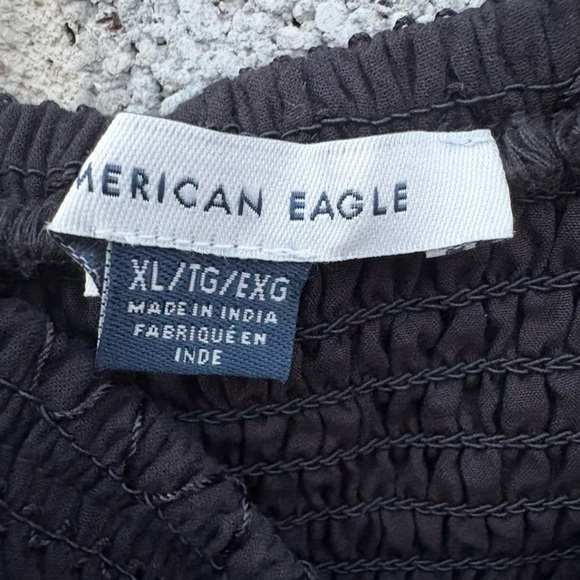 MERICAN EAGLE
XL/TG/EXG
MADE IN INDIA
FABRIQUÉ EN
INDE